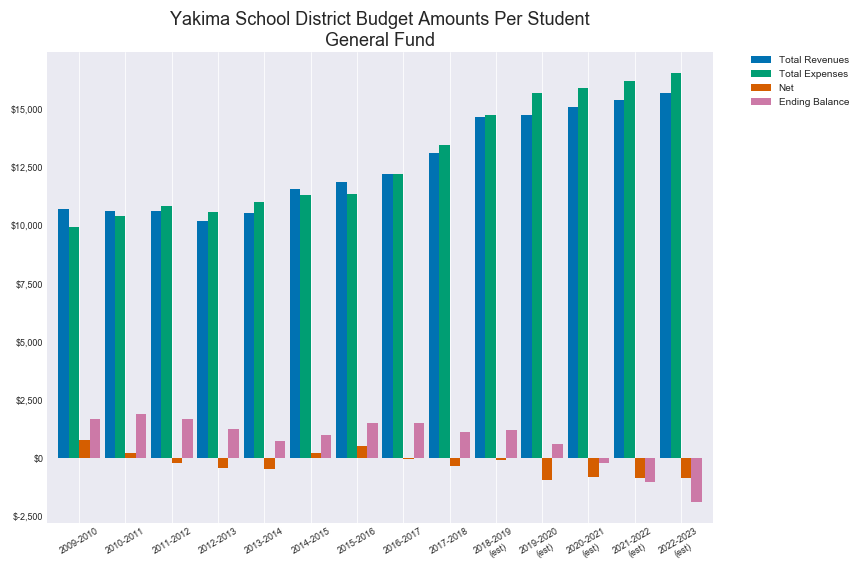 Yakima School District Budget Amounts Per Student
General Fund
Total Revenues
Total Expenses
Net
Ending Balance
$15,000
$12,500
$10,000
$7,500
$5,000
$2,500
$0
$-2,500
2009-2010
2010-2011
2011-2012
2012-2013
2013-2014
2014-2015
2015-2016
2016-2017
2017-2018
2018-2019
(est)
2019-2020
(est)
2020-2021
(est)
2021-2022
(est)
2022-2023
(est)